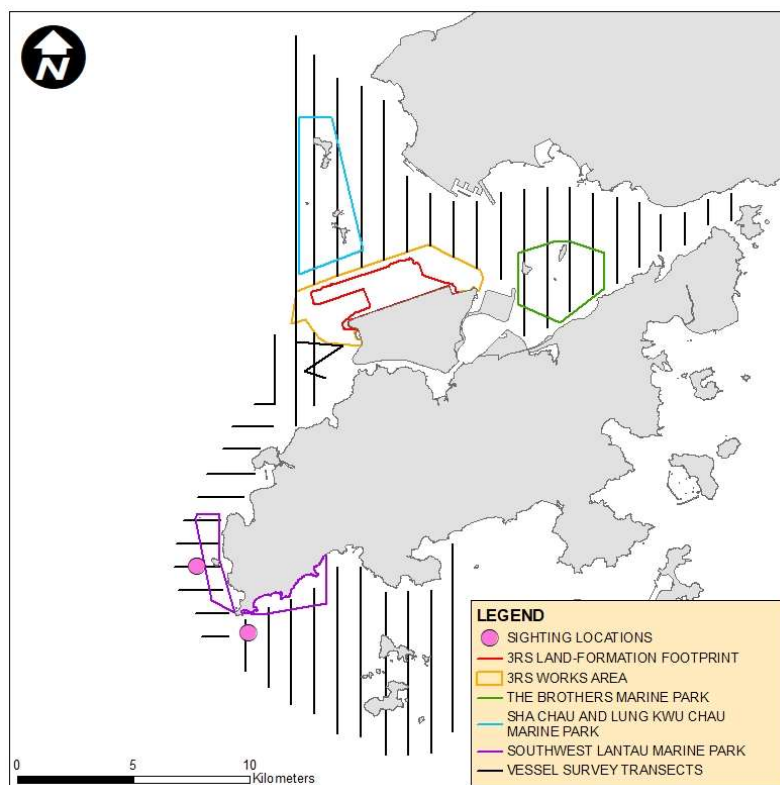 N
LEGEND
SIGHTING LOCATIONS
3RS LAND-FORMATION FOOTPRINT
3RS WORKS AREA
THE BROTHERS MARINE PARK
SHA CHAU AND LUNG KWU CHAU
MARINE PARK
SOUTHWEST LANTAU MARINE PARK
VESSEL SURVEY TRANSECTS
0 5 10
Kilometers